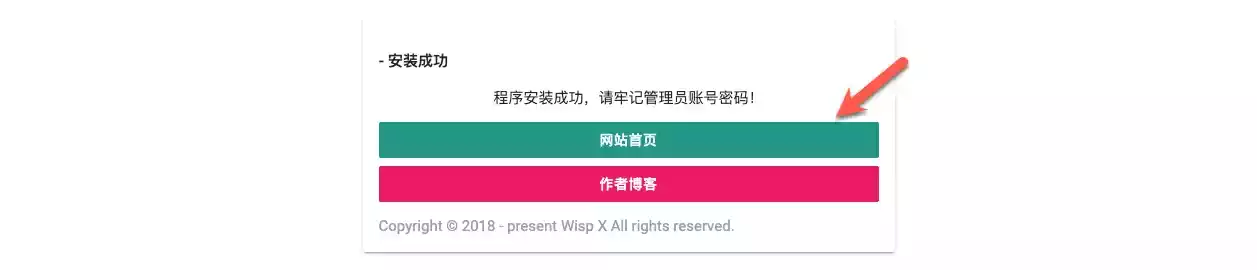 - 安装成功
程序安装成功，请牢记管理员账号密码！
网站首页
作者博客
Copyright © 2018 - present Wisp X All rights reserved.